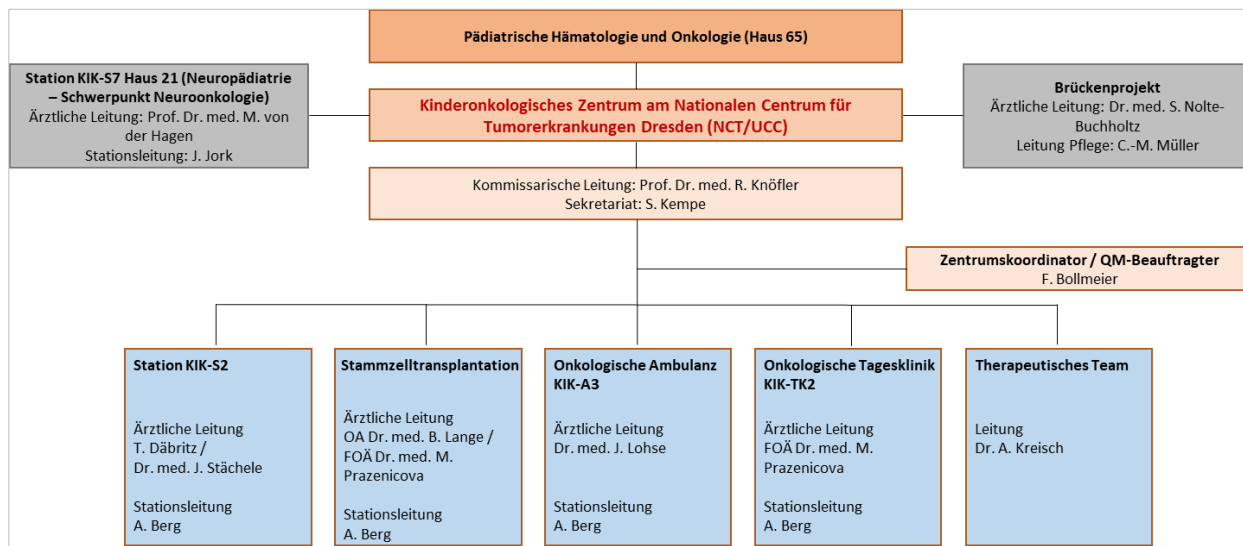 Pädiatrische Hämatologie und Onkologie (Haus 65)
Station KIK-S7 Haus 21 (Neuropädiatrie
– Schwerpunkt Neuroonkologie)
Ärztliche Leitung: Prof. Dr. med. M. von
der Hagen
Stationsleitung: J. Jork
Kinderonkologisches Zentrum am Nationalen Centrum für
Tumorerkrankungen Dresden (NCT/UCC)
Brückenprojekt
Ärztliche Leitung: Dr. med. S. Nolte-
Buchholtz
Leitung Pflege: C.-M. Müller
Kommissarische Leitung: Prof. Dr. med. R. Knöfler
Sekretariat: S. Kempe
Zentrumskoordinator / QM-Beauftragter
F. Bollmeier
Station KIK-S2
Ärztliche Leitung
T. Däbritz /
Dr. med. J. Stächele
Stationsleitung
A. Berg
Stammzelltransplantation
Ärztliche Leitung
OA Dr. med. B. Lange /
FOÄ Dr. med. M.
Prazenicova
Stationsleitung
A. Berg
Onkologische Ambulanz
KIK-A3
Ärztliche Leitung
Dr. med. J. Lohse
Stationsleitung
A. Berg
Onkologische Tagesklinik
KIK-TK2
Ärztliche Leitung
FOÄ Dr. med. M.
Prazenicova
Stationsleitung
A. Berg
Therapeutisches Team
Leitung
Dr. A. Kreisch